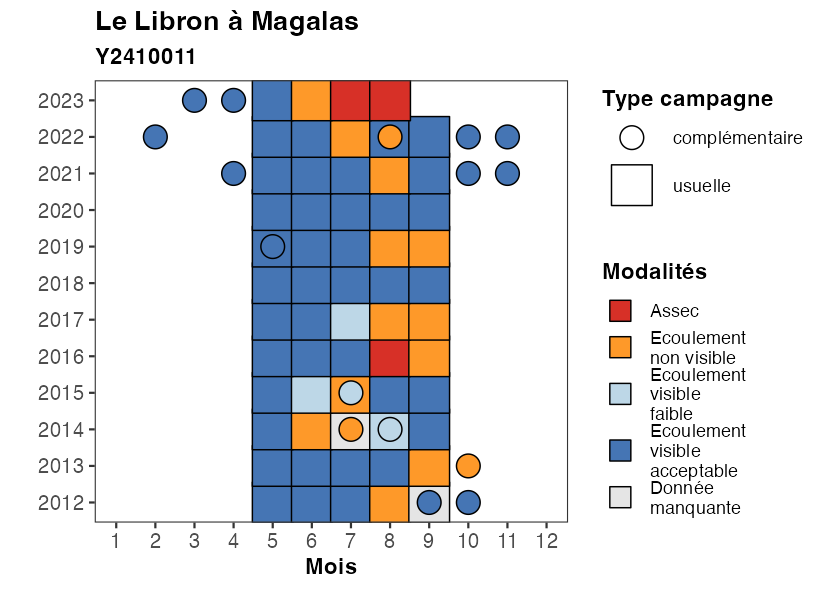 Le Libron à Magalas
Y2410011
2023
2022
2021
2020
2019
2018
2017
2016
2015
2014
2013
2012
1 2 3 4 5 6 7 8 9 10 11 12
Mois
Type campagne
complémentaire
usuelle
Modalités
Assec
Ecoulement
non visible
Ecoulement
visible
faible
Ecoulement
visible
acceptable
Donnée
manquante